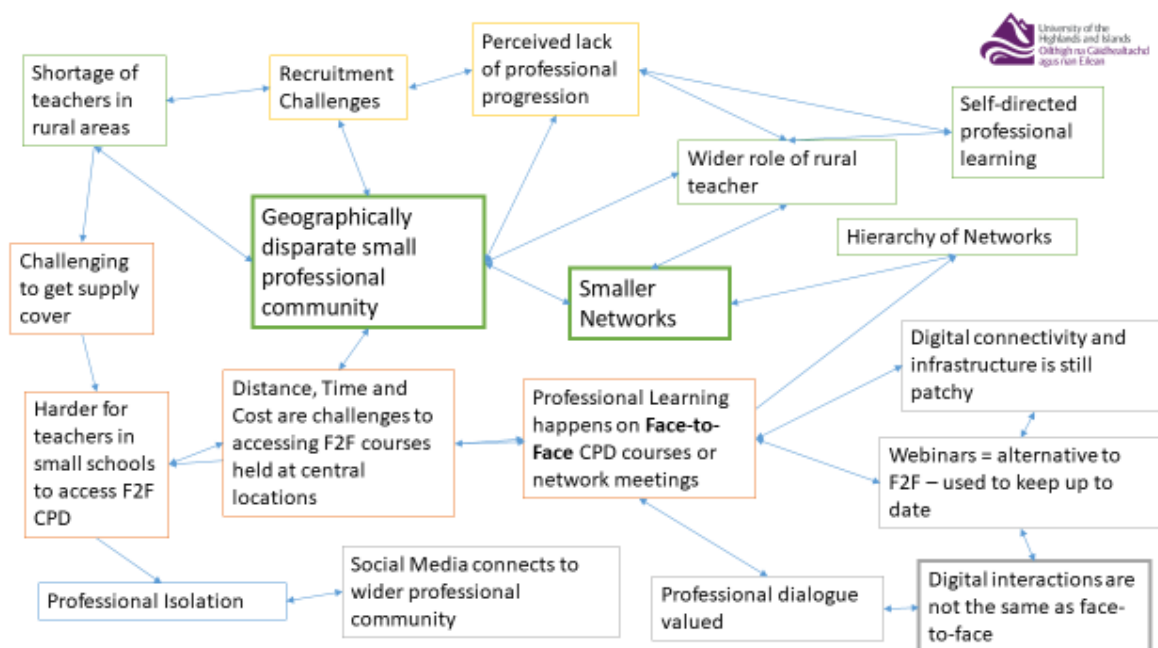 University of the
Highlands and Islands
Oilthigh na Gàidhealtachd
agus nan Eilean
Shortage of
teachers in
rural areas
Recruitment
Challenges
Perceived lack
of professional
progression
Self-directed
professional
learning
Wider role of rural
teacher
Geographically
disparate small
professional
community
Hierarchy of Networks
Smaller
Networks
Challenging
to get supply
cover
Digital connectivity and
infrastructure is still
patchy
Harder for
teachers in
small schools
to access F2F
CPD
Distance, Time and
Cost are challenges to
accessing F2F courses
held at central
locations
Professional Learning
happens on Face-to-
Face CPD courses or
network meetings
Webinars = alternative to
F2F – used to keep up to
date
Professional Isolation
Social Media connects to
wider professional
community
Professional dialogue
valued
Digital interactions are
not the same as face-
to-face